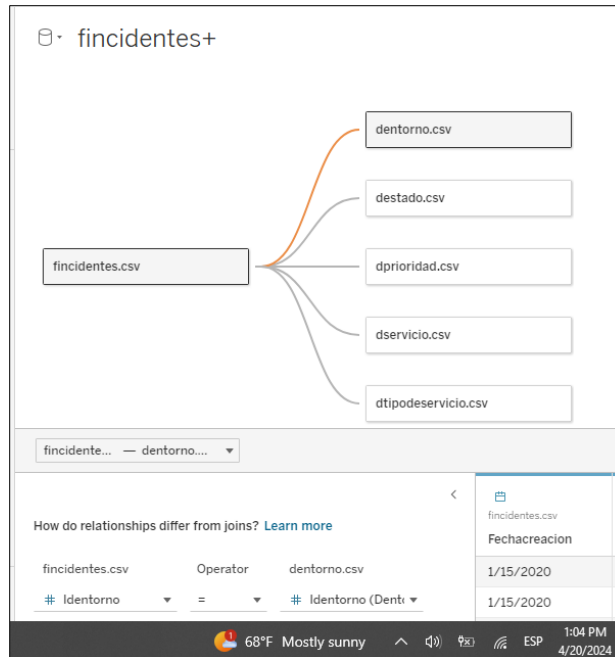 fincidentes+
dentorno.csv
destado.csv
dprioridad.csv
dservicio.csv
dtipodeservicio.csv
fincidentes.csv
fincidente... — dentorno....
How do relationships differ from joins? Learn more
fincidentes.csv Operator dentorno.csv
# Identorno = # Identorno (Dent
fincidentes.csv
Fechacreacion
1/15/2020
1/15/2020
1 68°F Mostly sunny ESP 1:04 PM
4/20/2024